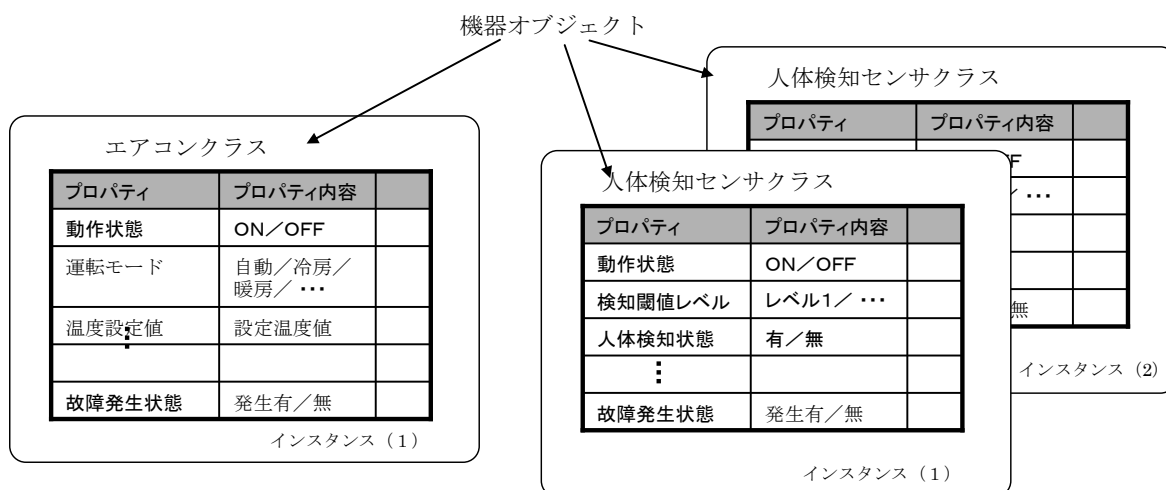 機器オブジェクト
エアコンクラス
プロパティ プロパティ内容
動作状態 ON／OFF
運転モード 自動／冷房／
暖房／ ･･･
温度設定値 設定温度値
⋮
故障発生状態 発生有／無
インスタンス（１）
人体検知センサクラス
プロパティ プロパティ内容
動作状態 ON／OFF
検知閾値レベル レベル１／ ･･･
人体検知状態 有／無
⋮
故障発生状態 発生有／無
インスタンス（１）
人体検知センサクラス
プロパティ プロパティ内容
F
／ ･･･
無
インスタンス（2）